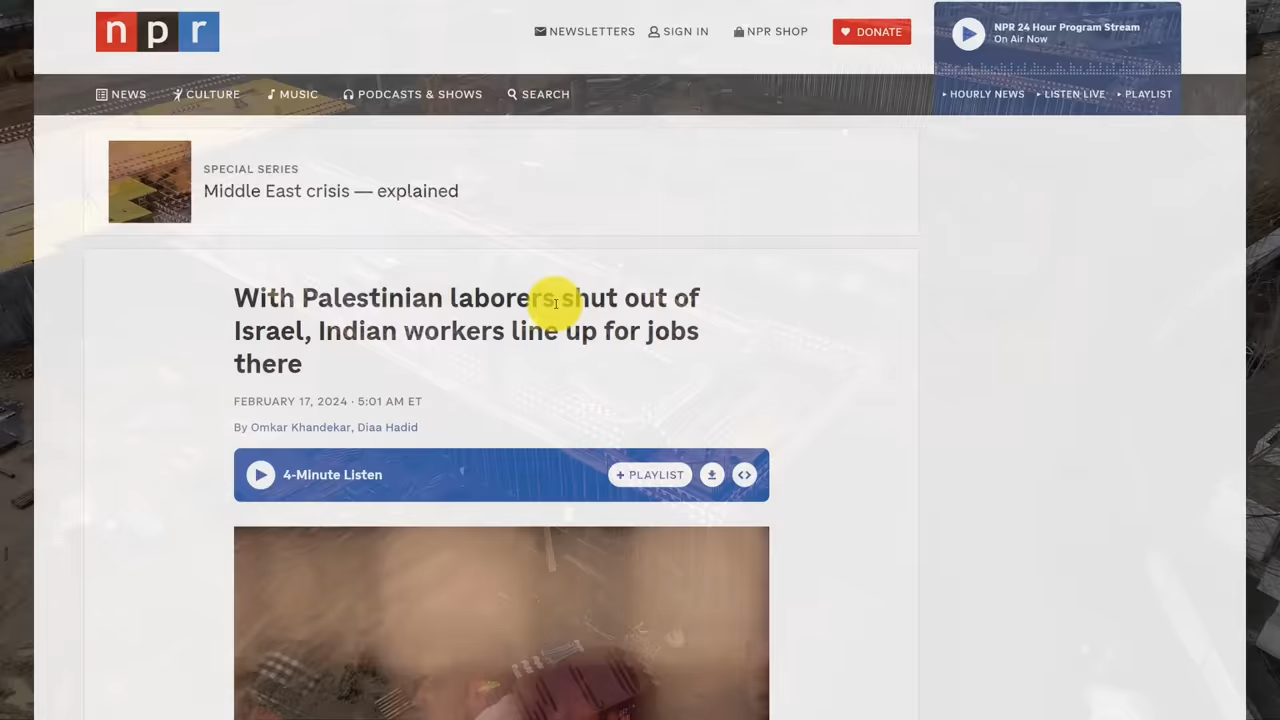 npr
NEWSLETTERS SIGN IN NPR SHOP DONATE
NPR 24 Hour Program Stream
On Air Now
NEWS CULTURE MUSIC PODCASTS & SHOWS SEARCH
HOURLY NEWS LISTEN LIVE PLAYLIST
SPECIAL SERIES
Middle East crisis — explained
With Palestinian laborers shut out of
Israel, Indian workers line up for jobs
there
FEBRUARY 17, 2024 · 5:01 AM ET
By Omkar Khandekar, Diaa Hadid
4-Minute Listen + PLAYLIST